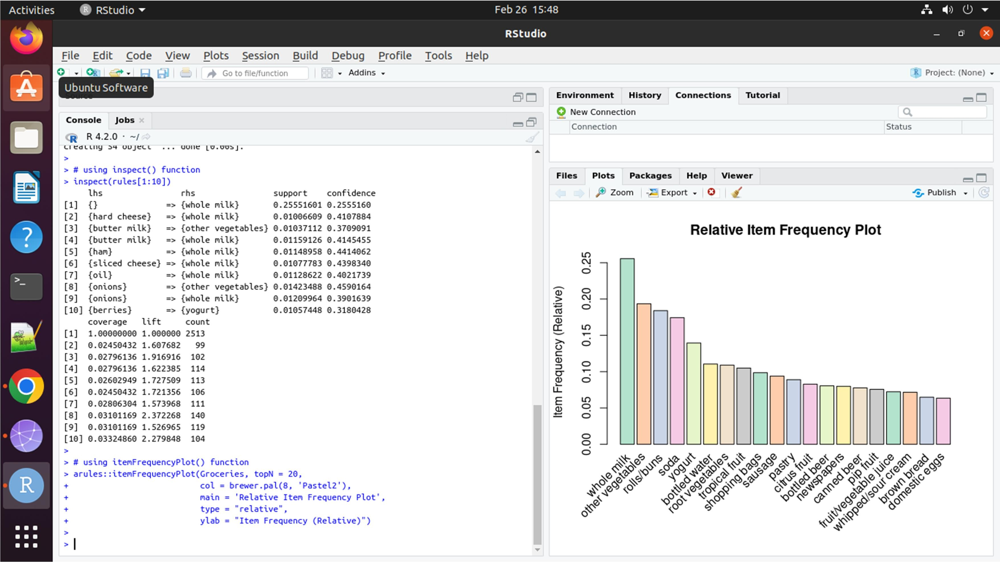 Activities RStudio Feb 26 15:48
RStudio
File Edit Code View Plots Session Build Debug Profile Tools Help
Go to file/function Addins Project: (None)
Ubuntu Software
Source
Console Jobs
R 4.2.0 · ~/
creating S4 object ... done [0.00s].
>
> # using inspect() function
> inspect(rules[1:10])
lhs rhs support confidence
[1] {} => {whole milk} 0.25551601 0.2555160
[2] {hard cheese} => {whole milk} 0.01006609 0.4107884
[3] {butter milk} => {other vegetables} 0.01037112 0.3709091
[4] {butter milk} => {whole milk} 0.01159126 0.4145455
[5] {ham} => {whole milk} 0.01148958 0.4414062
[6] {sliced cheese} => {whole milk} 0.01077783 0.4398340
[7] {oil} => {whole milk} 0.01128622 0.4021739
[8] {onions} => {other vegetables} 0.01423488 0.4590164
[9] {onions} => {whole milk} 0.01209964 0.3901639
[10] {berries} => {yogurt} 0.01057448 0.3180428
coverage lift count
[1] 1.00000000 1.000000 2513
[2] 0.02450432 1.607682 99
[3] 0.02796136 1.916916 102
[4] 0.02796136 1.622385 114
[5] 0.02602949 1.727509 113
[6] 0.02450432 1.721356 106
[7] 0.02806304 1.573968 111
[8] 0.03101169 2.372268 140
[9] 0.03101169 1.526965 119
[10] 0.03324860 2.279848 104
>
> # using itemFrequencyPlot() function
> arules::itemFrequencyPlot(Groceries, topN = 20,
+ col = brewer.pal(8, 'Pastel2'),
+ main = 'Relative Item Frequency Plot',
+ type = "relative",
+ ylab = "Item Frequency (Relative)")
>
>
Environment History Connections Tutorial
New Connection
Connection Status
Files Plots Packages Help Viewer
Zoom Export Publish
Relative Item Frequency Plot
Item Frequency (Relative)
0.25
0.20
0.15
0.10
0.05
0.00
whole milk
other vegetables
rolls/buns
soda
yogurt
bottled water
root vegetables
tropical fruit
shopping bags
sausage
pastry
citrus fruit
bottled beer
newspapers
canned beer
pip fruit
fruit/vegetable juice
whipped/sour cream
brown bread
domestic eggs